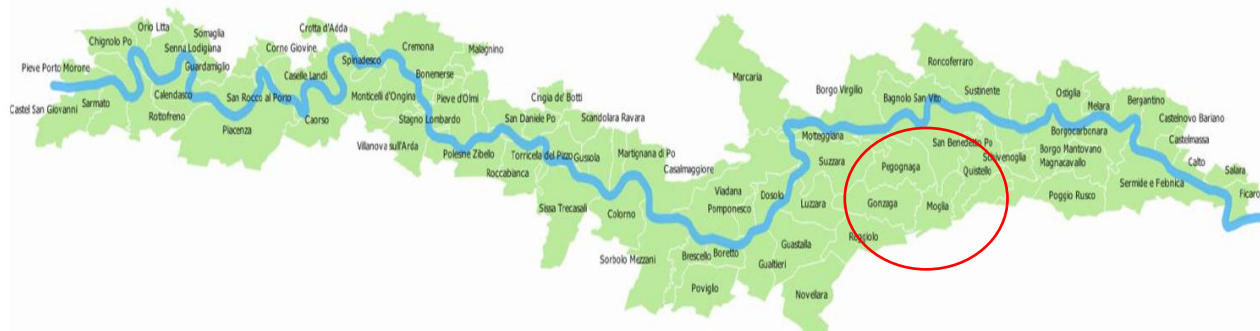 Orio Litta
Somaglia
Chignolo Po
Senna Lodigiana
Guardamiglio
Pieve Porto Morone
Castel San Giovanni
Sarmato
Calendasco
Rottofreno
Corno Giovine
Caselle Landi
San Rocco al Porto
Piacenza
Caorso
Crotta d'Adda
Spinadesco
Cremona
Malagnino
Bonemerse
Monticelli d'Ongina
Pieve d'Olmi
Stagno Lombardo
Villanova sull'Arda
Polesne Zibello
San Daniele Po
Cingia de' Botti
Scandolara Ravara
Torricela del Pizzo
Gussola
Martignana di Po
Roccabianca
Sissa Trecasali
Colorno
Casalmaggiore
Sorbolo Mezzani
Viadana
Pomponesco
Dosolo
Brescello
Boretto
Poviglio
Gualtieri
Guastalla
Novellara
Luzzara
Reggiolo
Suzzara
Motteggiana
Marcaria
Borgo Virgilio
Bagnolo San Vito
Roncoferraro
Sustinente
San Benedetto Po
Pegognaga
Gonzaga
Moglia
Quistello
Schivenoglia
Ostiglia
Melara
Borgocarbonara
Borgo Mantovano
Magnacavallo
Poggio Rusco
Sermide e Felonica
Bergantino
Castelnovo Bariano
Castelmassa
Calto
Salara
Ficaro